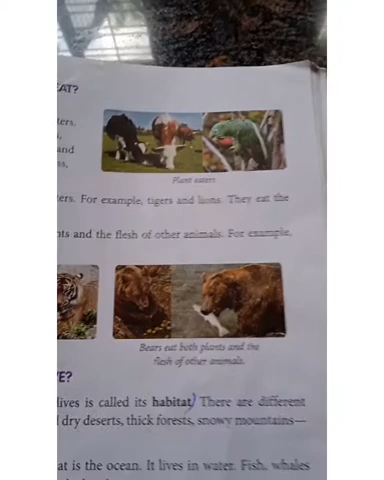 EAT?
ters.
and
ss,
Plant eaters
ters. For example, tigers and lions. They eat the
nts and the flesh of other animals. For example,
Bears eat both plants and the
flesh of other animals.
E?
lives is called its habitat) There are different
dry deserts, thick forests, snowy mountains—
at is the ocean. It lives in water. Fish, whales